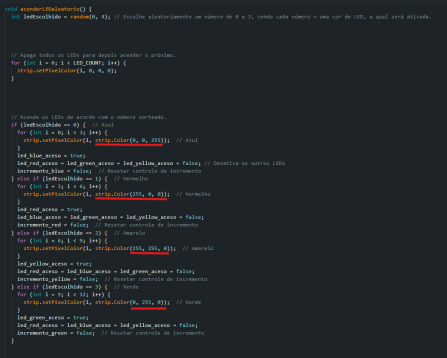 void acenderLEDaleatorio() {
int ledEscolhido = random(0, 4); // Escolhe aleatoriamente um número de 0 a 3, sendo cada número = uma cor de LED, a qual será ativada.
// Apaga todos os LEDs para depois acender o próximo.
for (int i = 0; i < LED_COUNT; i++) {
strip.setPixelColor(i, 0, 0, 0);
}
// Acende os LEDs de acordo com o número sorteado.
if (ledEscolhido == 0) { // Azul
for (int i = 0; i < 3; i++) {
strip.setPixelColor(i, strip.Color(0, 0, 255)); // Azul
}
led_blue_aceso = true;
led_red_aceso = led_green_aceso = led_yellow_aceso = false; // Desativa os outros LEDs
incremento_blue = false; // Resetar controle de incremento
} else if (ledEscolhido == 1) { // Vermelho
for (int i = 3; i < 6; i++) {
strip.setPixelColor(i, strip.Color(255, 0, 0)); // Vermelho
}
led_red_aceso = true;
led_blue_aceso = led_green_aceso = led_yellow_aceso = false;
incremento_red = false; // Resetar controle de incremento
} else if (ledEscolhido == 2) { // Amarelo
for (int i = 6; i < 9; i++) {
strip.setPixelColor(i, strip.Color(255, 255, 0)); // Amarelo
}
led_yellow_aceso = true;
led_red_aceso = led_blue_aceso = led_green_aceso = false;
incremento_yellow = false; // Resetar controle de incremento
} else if (ledEscolhido == 3) { // Verde
for (int i = 9; i < 12; i++) {
strip.setPixelColor(i, strip.Color(0, 255, 0)); // Verde
}
led_green_aceso = true;
led_red_aceso = led_blue_aceso = led_yellow_aceso = false;
incremento_green = false; // Resetar controle de incremento
}